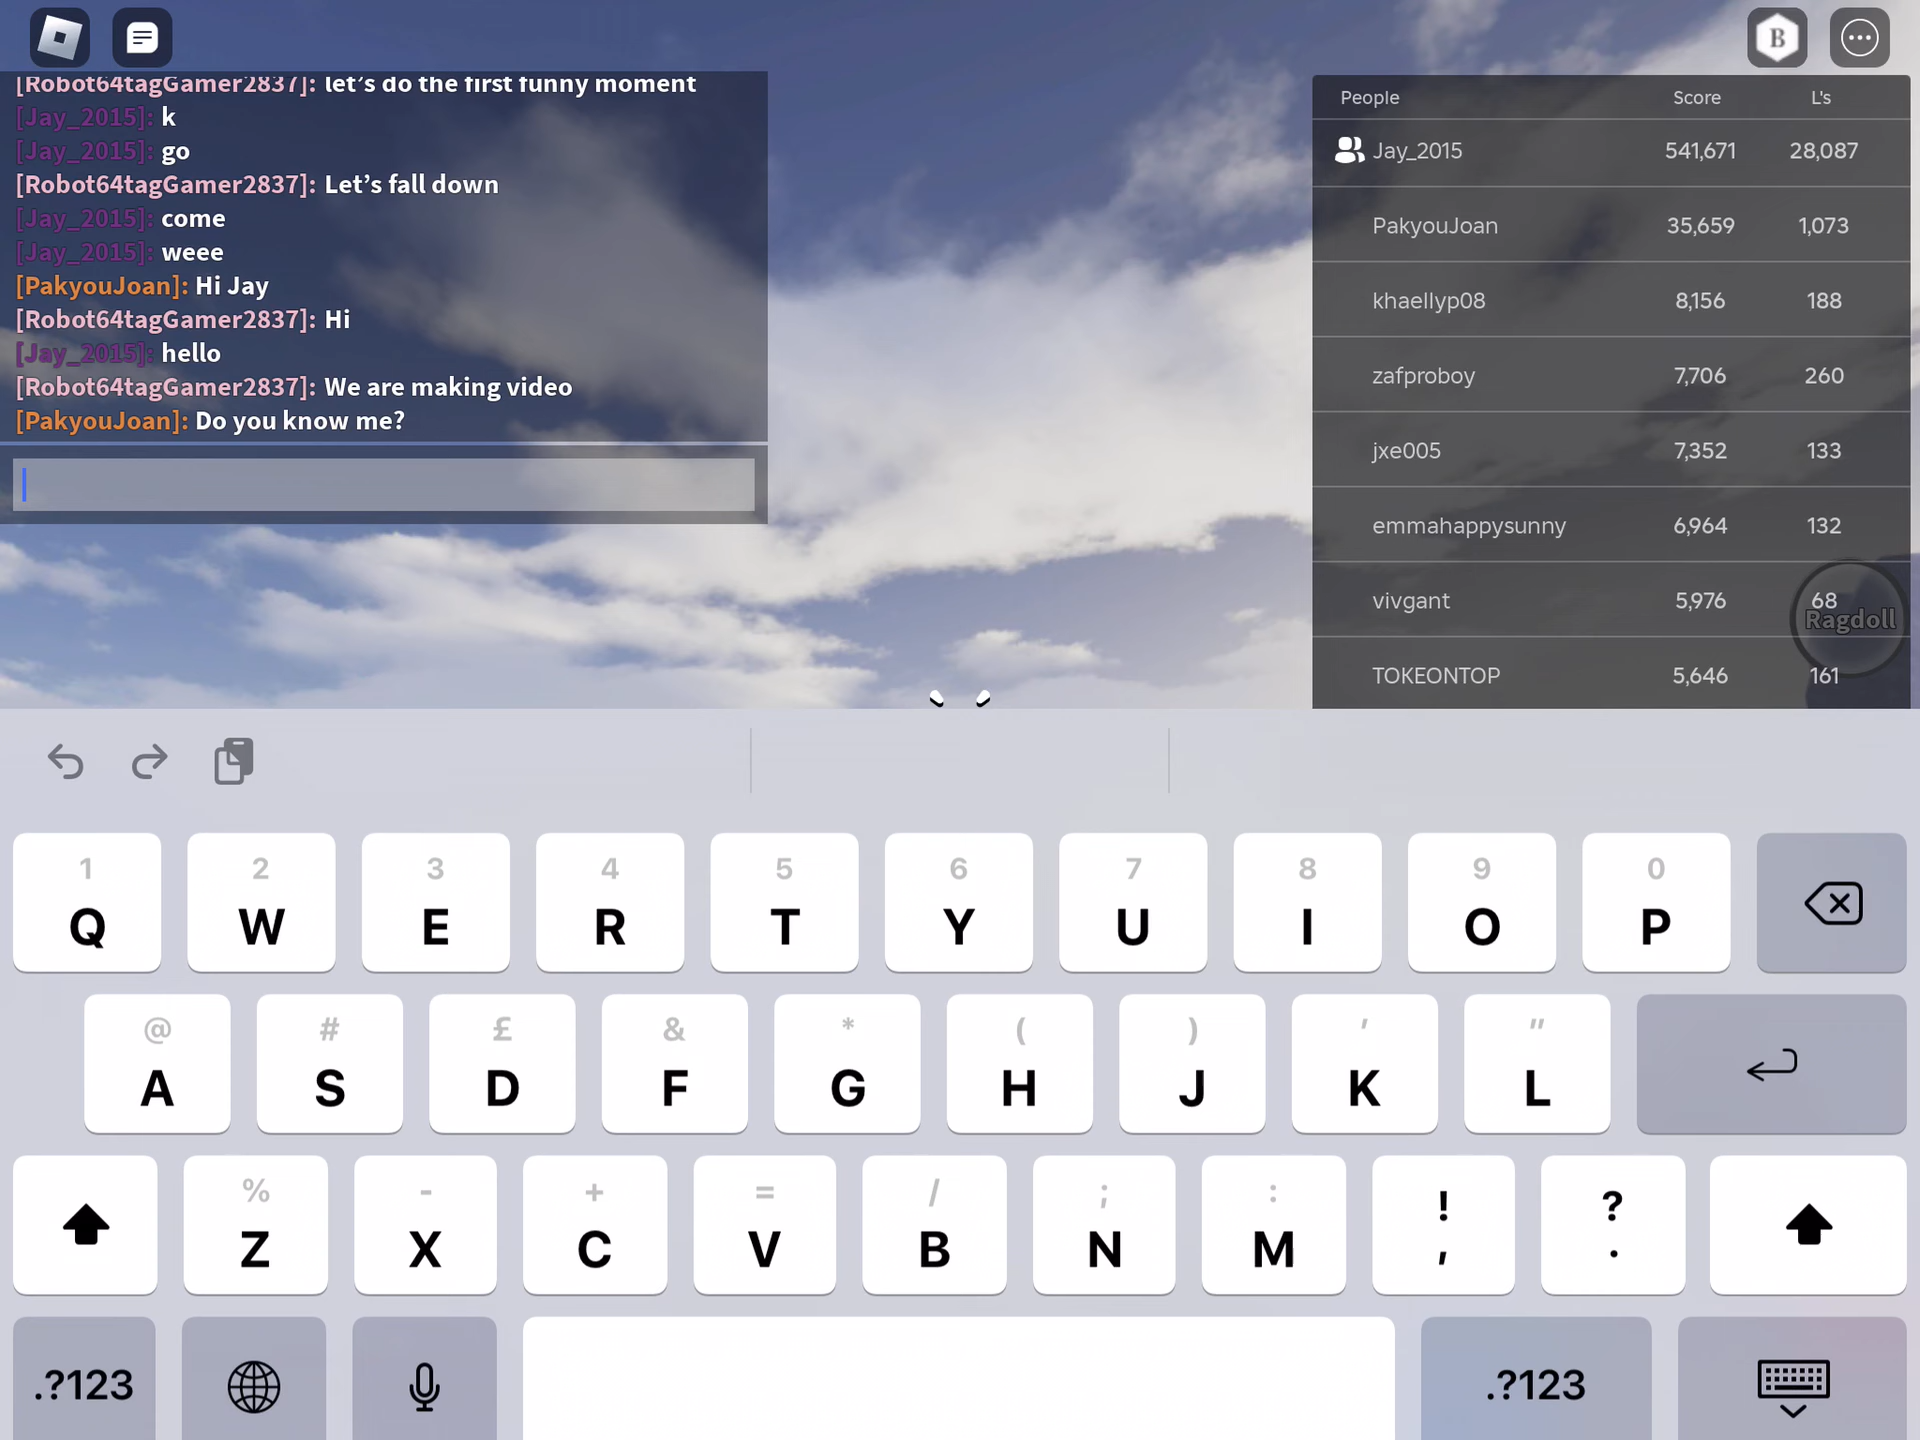 B
[Robot64tagGamer2837]: let's do the first funny moment
[Jay_2015]: k
[Jay_2015]: go
[Robot64tagGamer2837]: Let's fall down
[Jay_2015]: come
[Jay_2015]: weee
[PakyouJoan]: Hi Jay
[Robot64tagGamer2837]: Hi
[Jay_2015]: hello
[Robot64tagGamer2837]: We are making video
[PakyouJoan]: Do you know me?
People Score L's
Jay_2015 541,671 28,087
PakyouJoan 35,659 1,073
khaellyp08 8,156 188
zafproboy 7,706 260
jxe005 7,352 133
emmahappysunny 6,964 132
vivgant 5,976 68
Ragdoll
TOKEONTOP 5,646 161
1 2 3 4 5 6 7 8 9 0
Q W E R T Y U I O P
@ # £ & * ( ) ' "
A S D F G H J K L
% - + = / ; : ! ?
Z X C V B N M , .
.?123 .?123